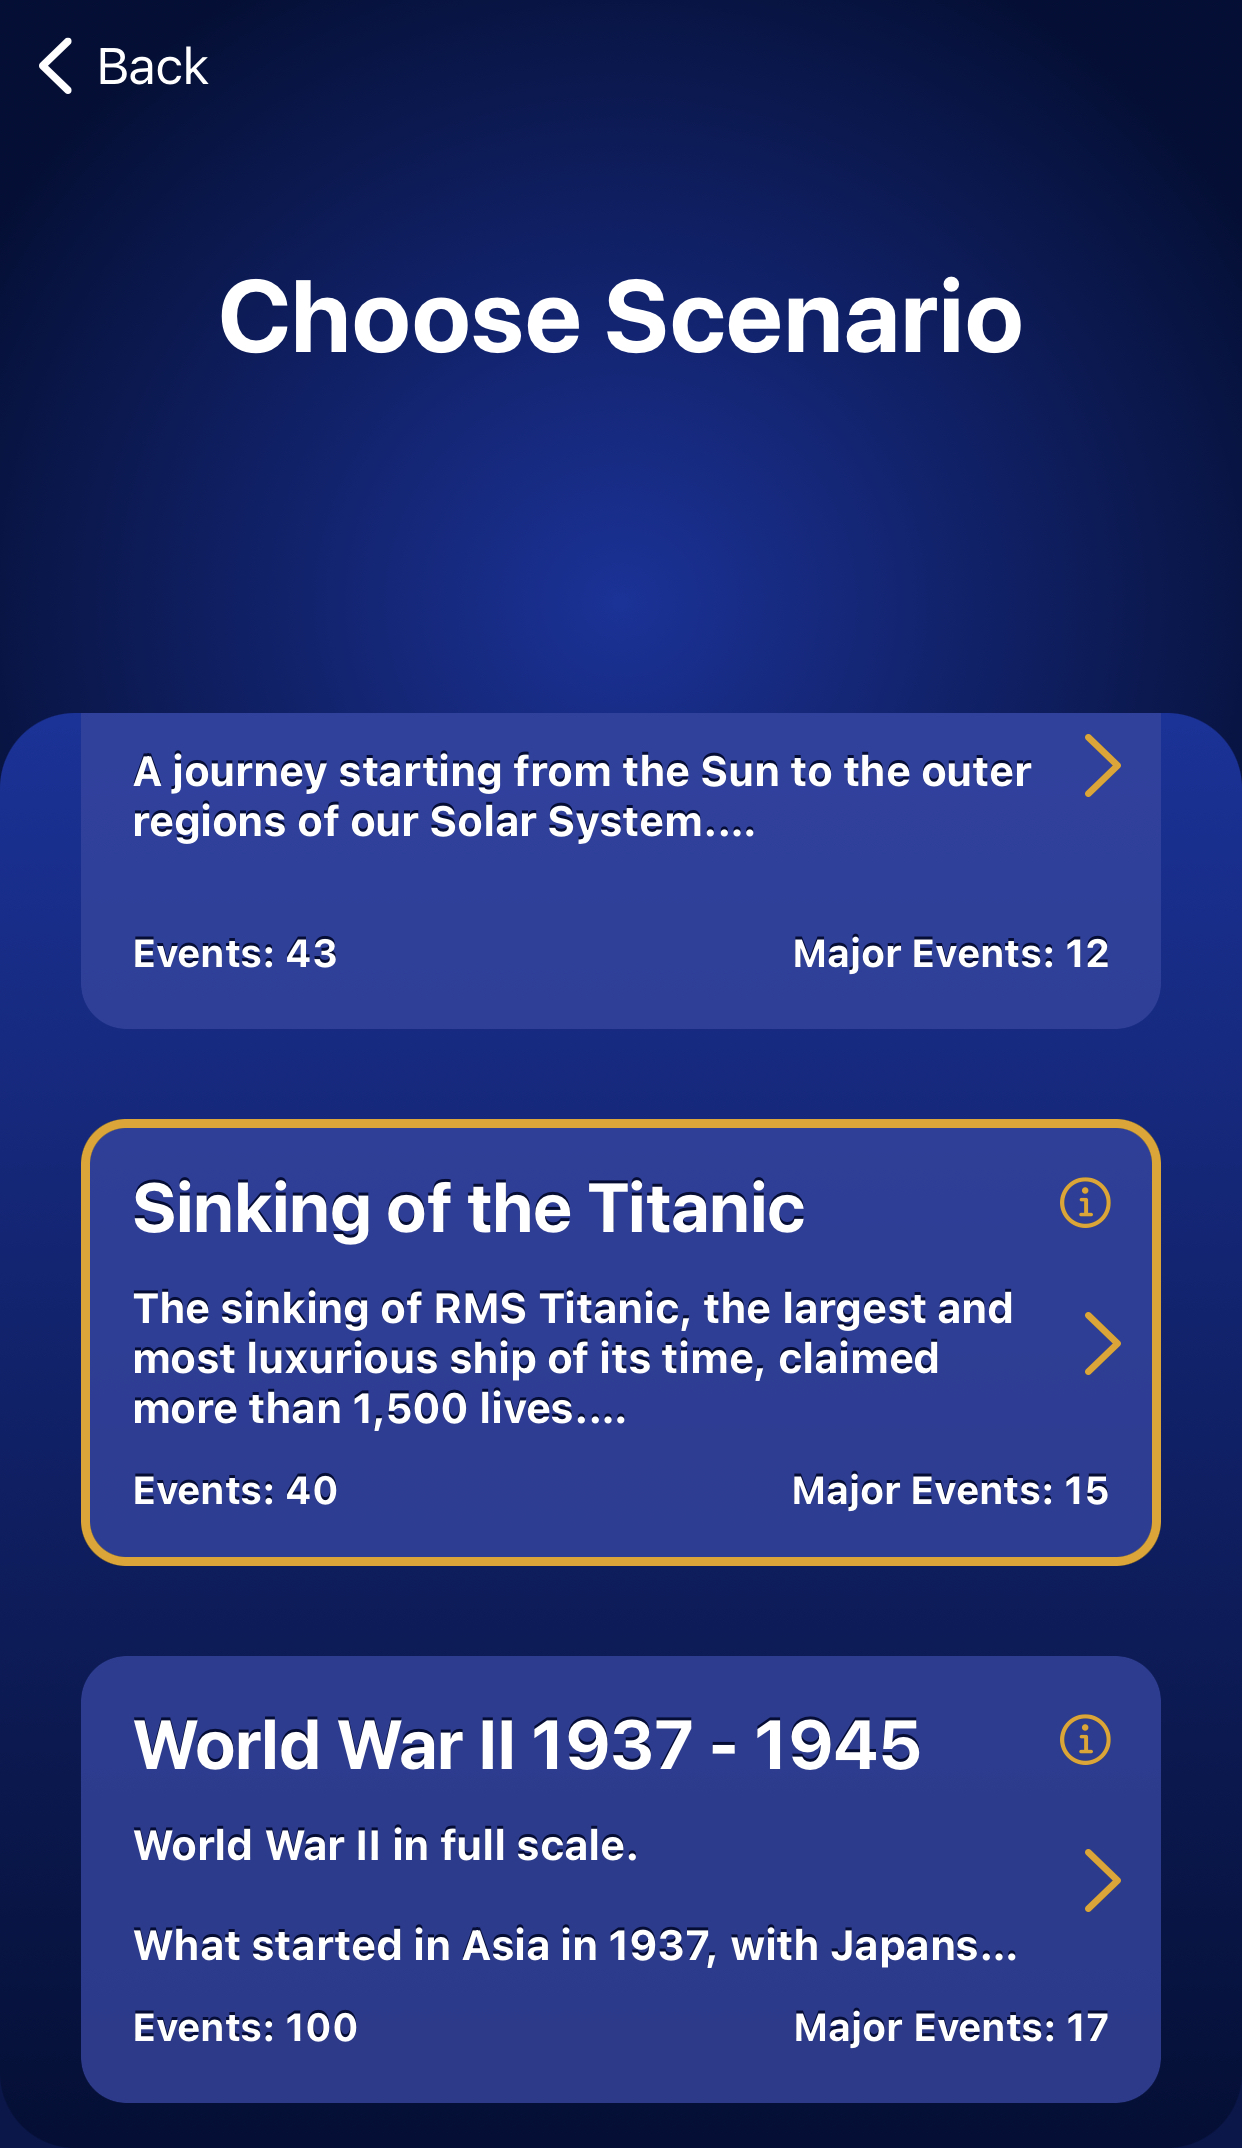 Back
Choose Scenario
A journey starting from the Sun to the outer
regions of our Solar System....
Events: 43
Major Events: 12
Sinking of the Titanic
The sinking of RMS Titanic, the largest and
most luxurious ship of its time, claimed
more than 1,500 lives....
Events: 40
Major Events: 15
World War II 1937 - 1945
World War II in full scale.
What started in Asia in 1937, with Japans...
Events: 100
Major Events: 17